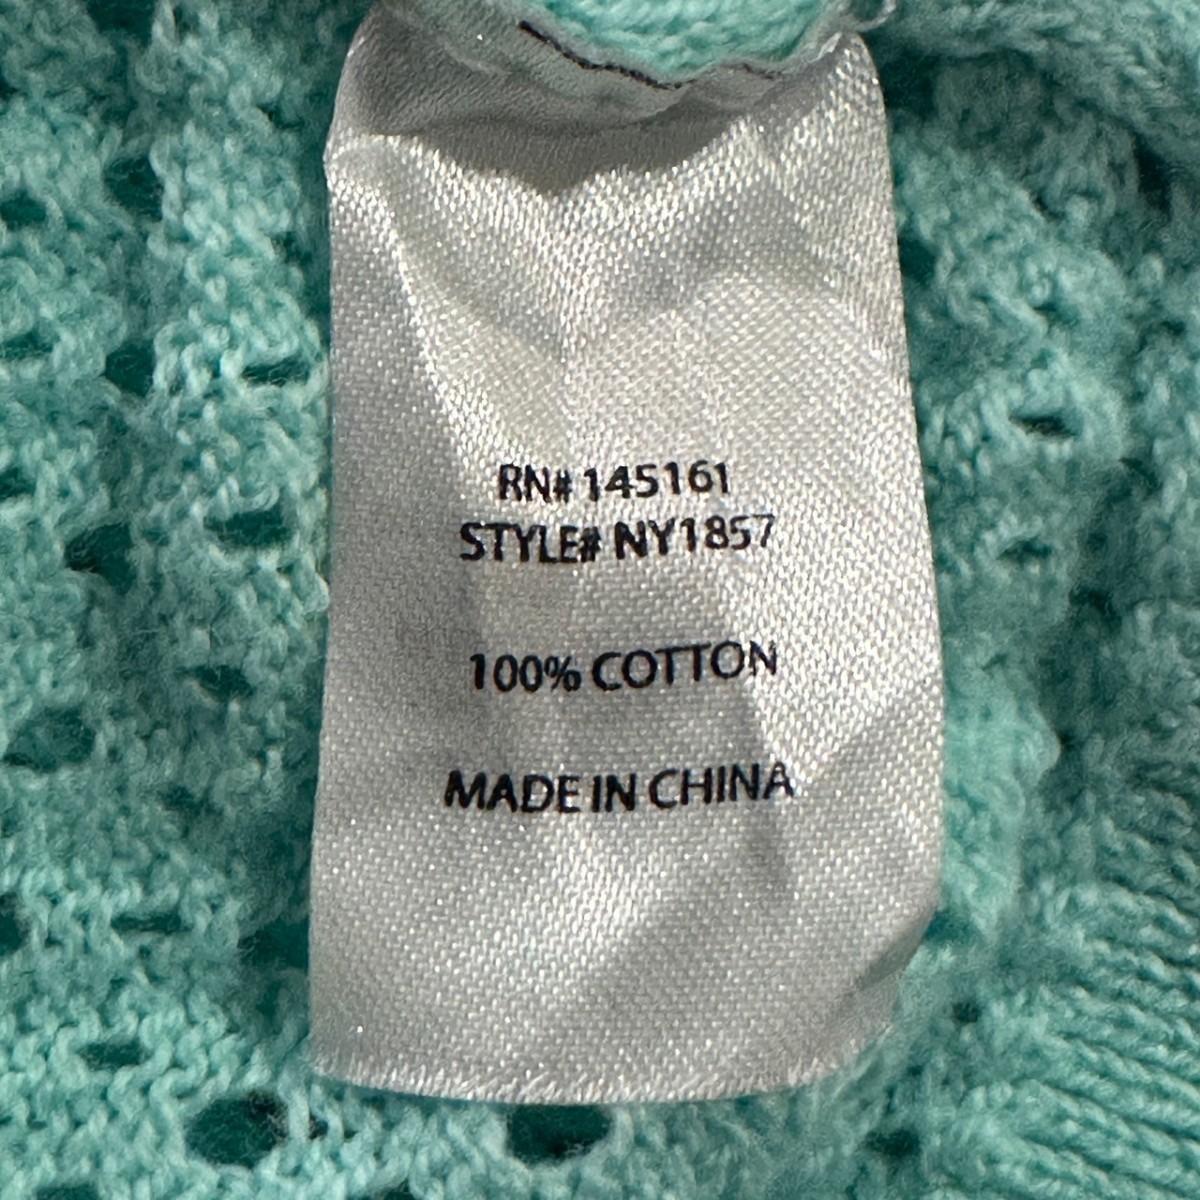 RN# 145161
STYLE# NY1857
100% COTTON
MADE IN CHINA